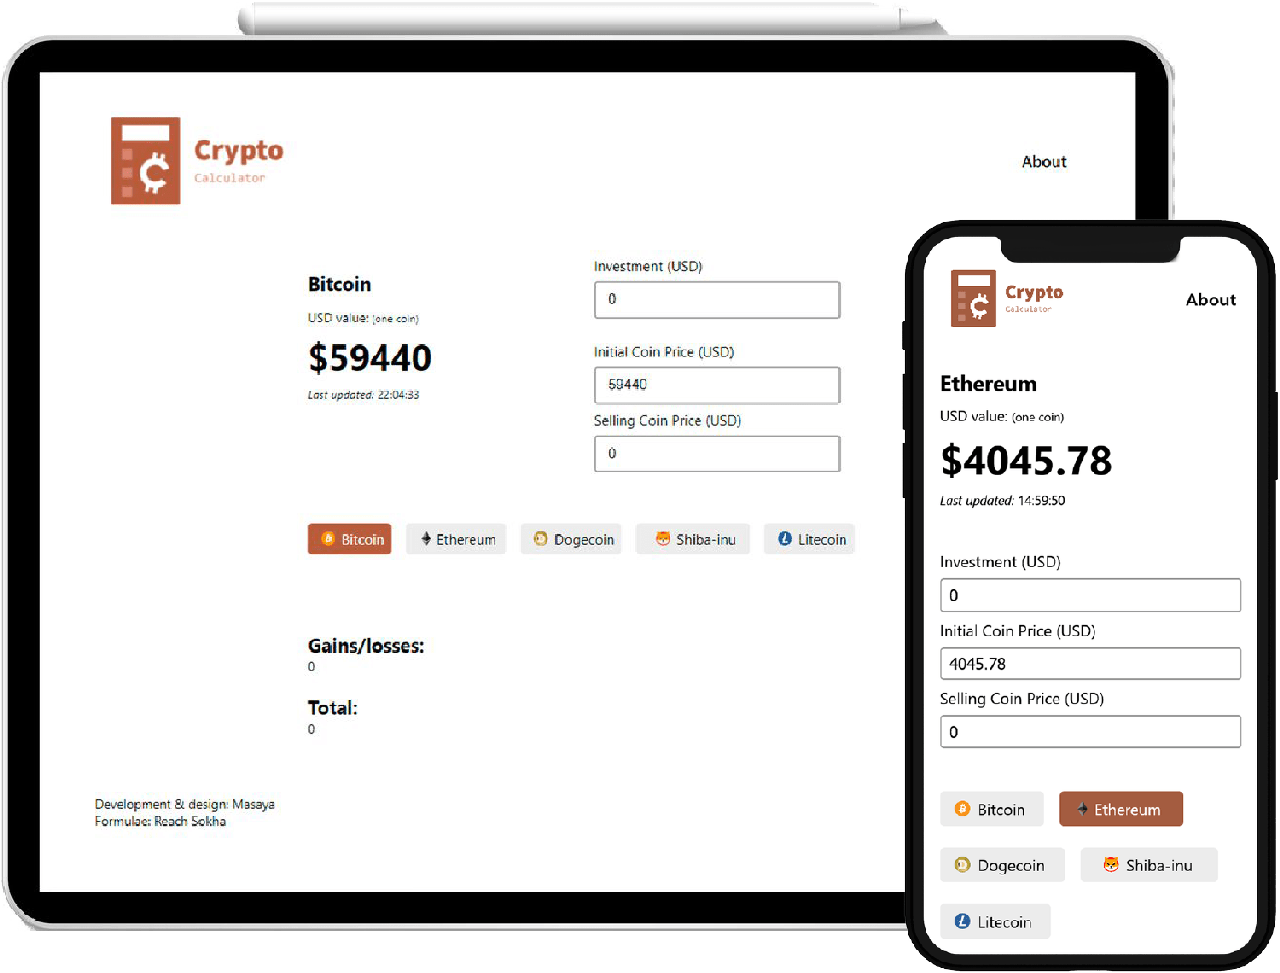 Crypto
Calculator
About
Bitcoin
USD value: (one coin)
$59440
Last updated: 22:04:33
Investment (USD)
0
Initial Coin Price (USD)
59440
Selling Coin Price (USD)
0
Bitcoin
Ethereum
Dogecoin
Shiba-inu
Litecoin
Gains/losses:
0
Total:
0
Development & design: Masaya
Formulae: Reach Sokha
Crypto
Calculator
About
Ethereum
USD value: (one coin)
$4045.78
Last updated: 14:59:50
Investment (USD)
0
Initial Coin Price (USD)
4045.78
Selling Coin Price (USD)
0
Bitcoin
Ethereum
Dogecoin
Shiba-inu
Litecoin